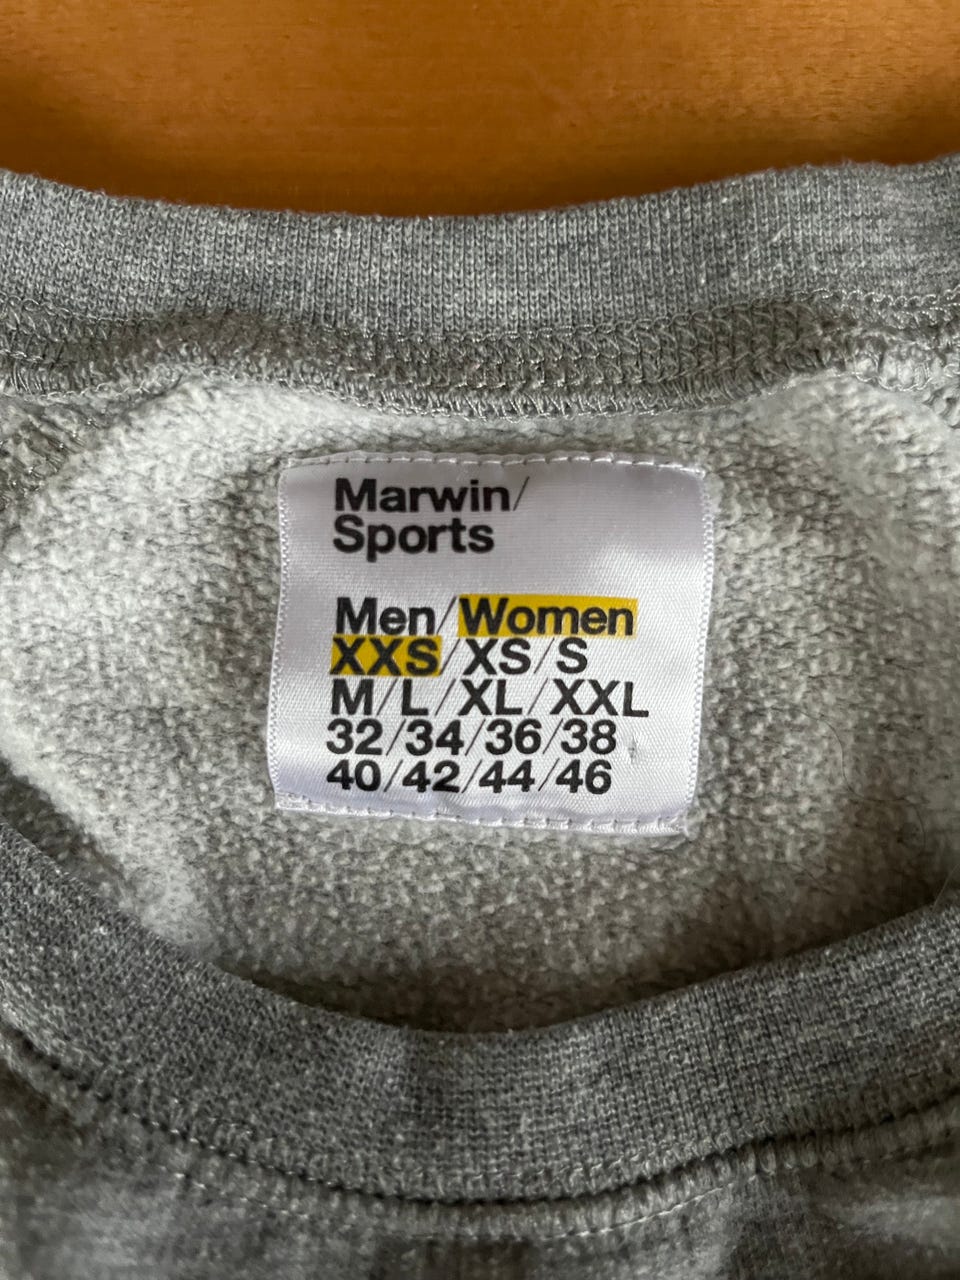 Marwin/
Sports
Men/Women
XXS/XS/S
M/L/XL/XXL
32/34/36/38
40/42/44/46